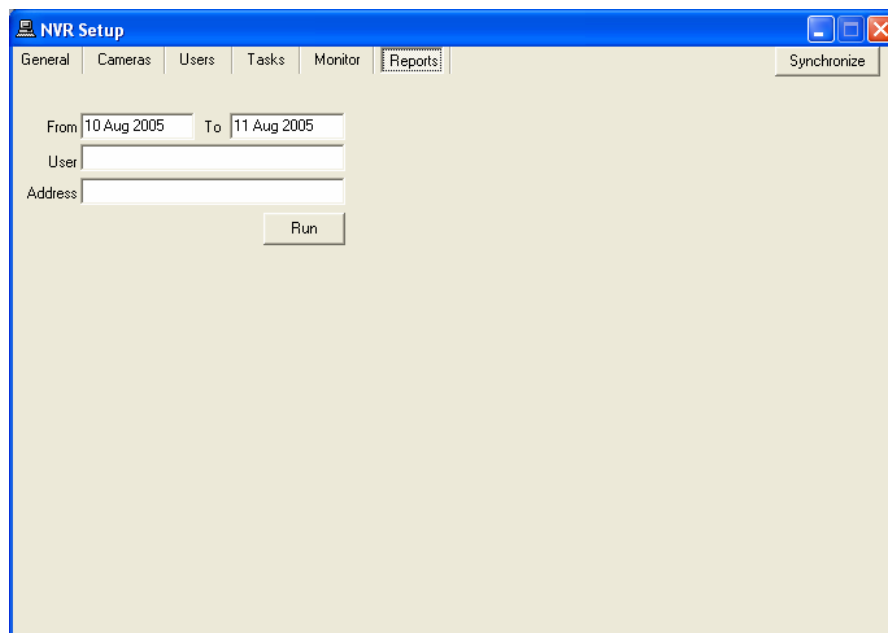 NVR Setup
General Cameras Users Tasks Monitor Reports Synchronize
From 10 Aug 2005 To 11 Aug 2005
User
Address
Run